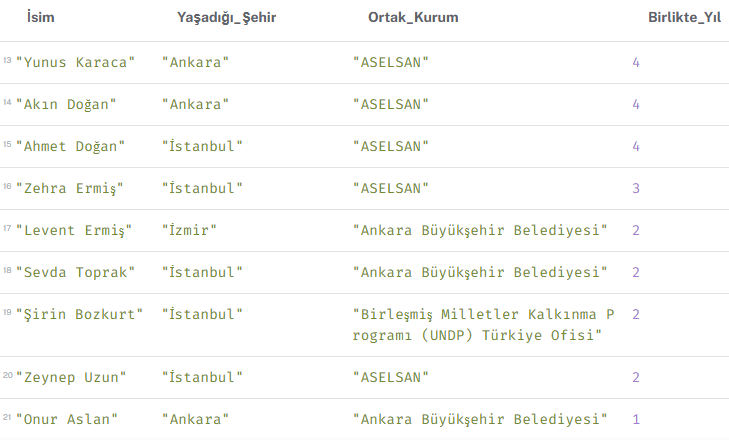 İsim Yaşadığı_Şehir Ortak_Kurum Birlikte_Yıl
13 "Yunus Karaca" "Ankara" "ASELSAN" 4
14 "Akın Doğan" "Ankara" "ASELSAN" 4
15 "Ahmet Doğan" "İstanbul" "ASELSAN" 4
16 "Zehra Ermiş" "İstanbul" "ASELSAN" 3
17 "Levent Ermiş" "İzmir" "Ankara Büyükşehir Belediyesi" 2
18 "Sevda Toprak" "İstanbul" "Ankara Büyükşehir Belediyesi" 2
19 "Şirin Bozkurt" "İstanbul" "Birleşmiş Milletler Kalkınma P 2
rogramı (UNDP) Türkiye Ofisi"
20 "Zeynep Uzun" "İstanbul" "ASELSAN" 2
21 "Onur Aslan" "Ankara" "Ankara Büyükşehir Belediyesi" 1